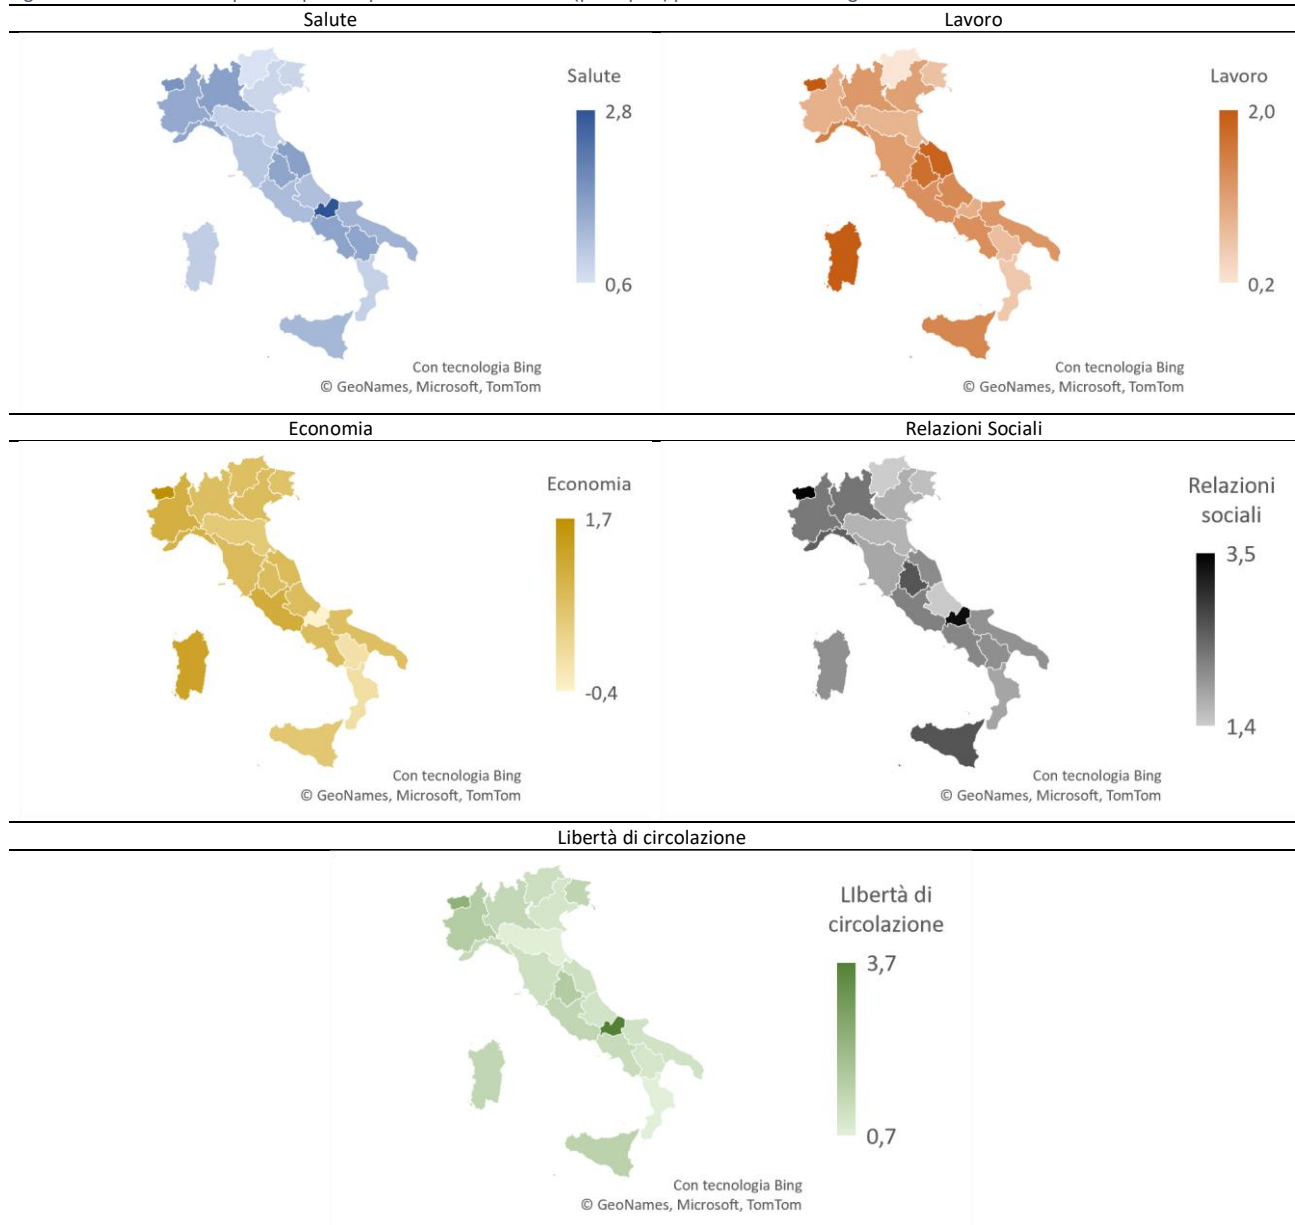 Salute
Lavoro
Salute
2,8
0,6
Con tecnologia Bing
© GeoNames, Microsoft, TomTom
Lavoro
2,0
0,2
Con tecnologia Bing
© GeoNames, Microsoft, TomTom
Economia
Relazioni Sociali
Economia
1,7
-0,4
Con tecnologia Bing
© GeoNames, Microsoft, TomTom
Relazioni
sociali
3,5
1,4
Con tecnologia Bing
© GeoNames, Microsoft, TomTom
Libertà di circolazione
LIbertà di
circolazione
3,7
0,7
Con tecnologia Bing
© GeoNames, Microsoft, TomTom